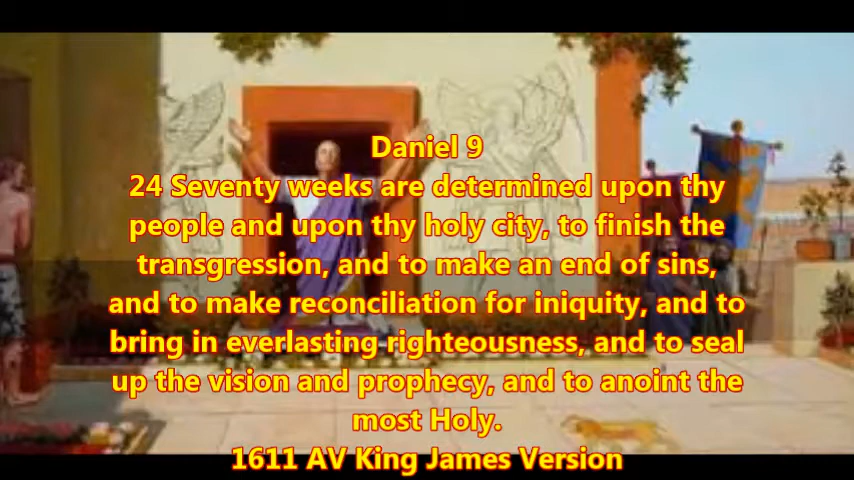 Daniel 9
24 Seventy weeks are determined upon thy
people and upon thy holy city, to finish the
transgression, and to make an end of sins,
and to make reconciliation for iniquity, and to
bring in everlasting righteousness, and to seal
up the vision and prophecy, and to anoint the
most Holy.
1611 AV King James Version